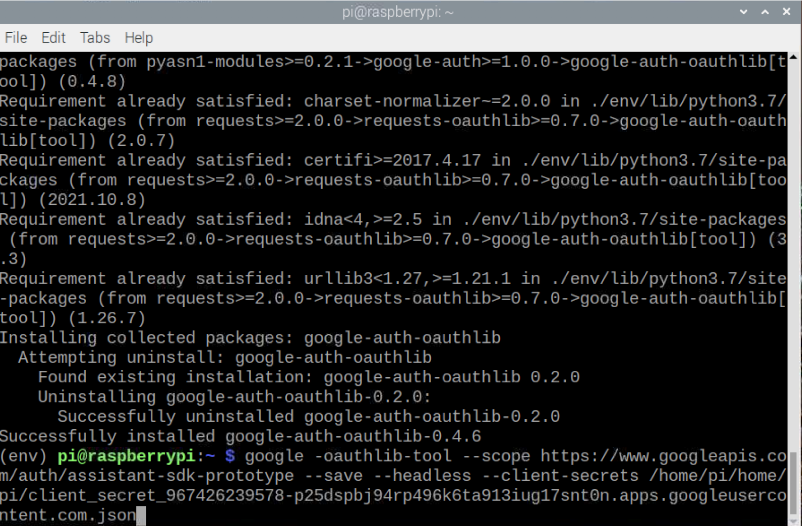 pi@raspberrypi: ~
File Edit Tabs Help
packages (from pyasn1-modules>=0.2.1->google-auth>=1.0.0->google-auth-oauthlib[t
ool]) (0.4.8)
Requirement already satisfied: charset-normalizer~=2.0.0 in ./env/lib/python3.7/
site-packages (from requests>=2.0.0->requests-oauthlib>=0.7.0->google-auth-oauth
lib[tool]) (2.0.7)
Requirement already satisfied: certifi>=2017.4.17 in ./env/lib/python3.7/site-pa
ckages (from requests>=2.0.0->requests-oauthlib>=0.7.0->google-auth-oauthlib[too
l]) (2021.10.8)
Requirement already satisfied: idna<4,>=2.5 in ./env/lib/python3.7/site-packages
 (from requests>=2.0.0->requests-oauthlib>=0.7.0->google-auth-oauthlib[tool]) (3
.3)
Requirement already satisfied: urllib3<1.27,>=1.21.1 in ./env/lib/python3.7/site
-packages (from requests>=2.0.0->requests-oauthlib>=0.7.0->google-auth-oauthlib[
tool]) (1.26.7)
Installing collected packages: google-auth-oauthlib
  Attempting uninstall: google-auth-oauthlib
    Found existing installation: google-auth-oauthlib 0.2.0
    Uninstalling google-auth-oauthlib-0.2.0:
      Successfully uninstalled google-auth-oauthlib-0.2.0
Successfully installed google-auth-oauthlib-0.4.6
(env) pi@raspberrypi:~ $ google -oauthlib-tool --scope https://www.googleapis.co
m/auth/assistant-sdk-prototype --save --headless --client-secrets /home/pi/home/
pi/client_secret_967426239578-p25dspbj94rp496k6ta913iug17snt0n.apps.googleuserco
ntent.com.json